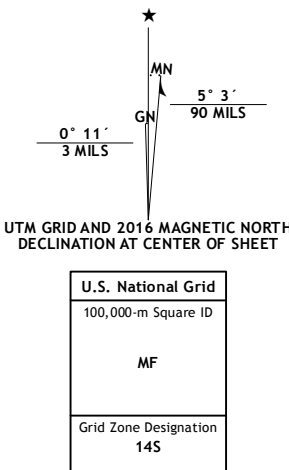 ★
MN
5° 3´
90 MILS
GN
0° 11´
3 MILS
UTM GRID AND 2016 MAGNETIC NORTH
DECLINATION AT CENTER OF SHEET
U.S. National Grid
100,000-m Square ID
MF
Grid Zone Designation
14S